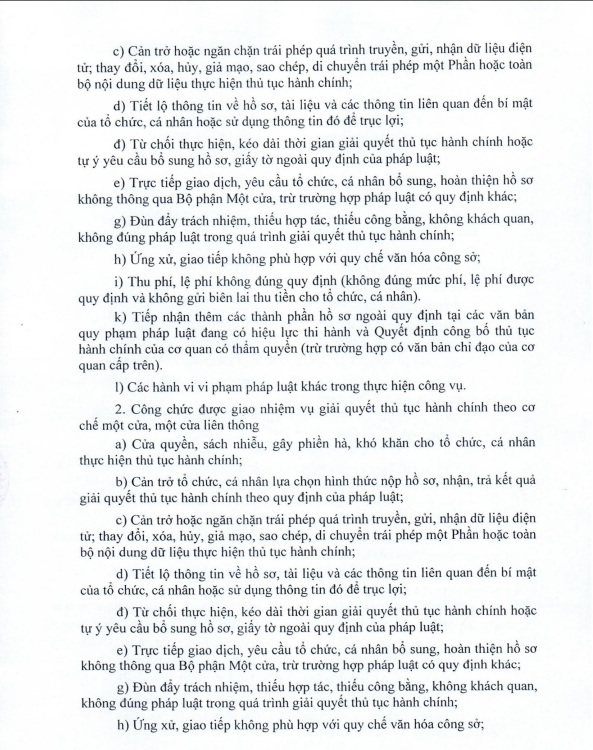 c) Cản trở hoặc ngăn chặn trái phép quá trình truyền, gửi, nhận dữ liệu điện
tử; thay đổi, xóa, hủy, giả mạo, sao chép, di chuyển trái phép một Phần hoặc toàn
bộ nội dung dữ liệu thực hiện thủ tục hành chính;
d) Tiết lộ thông tin về hồ sơ, tài liệu và các thông tin liên quan đến bí mật
của tổ chức, cá nhân hoặc sử dụng thông tin đó để trục lợi;
đ) Từ chối thực hiện, kéo dài thời gian giải quyết thủ tục hành chính hoặc
tự ý yêu cầu bổ sung hồ sơ, giấy tờ ngoài quy định của pháp luật;
e) Trực tiếp giao dịch, yêu cầu tổ chức, cá nhân bổ sung, hoàn thiện hồ sơ
không thông qua Bộ phận Một cửa, trừ trường hợp pháp luật có quy định khác;
g) Đùn đẩy trách nhiệm, thiếu hợp tác, thiếu công bằng, không khách quan,
không đúng pháp luật trong quá trình giải quyết thủ tục hành chính;
h) Ứng xử, giao tiếp không phù hợp với quy chế văn hóa công sở;
i) Thu phí, lệ phí không đúng quy định (không đúng mức phí, lệ phí được
quy định và không gửi biên lai thu tiền cho tổ chức, cá nhân).
k) Tiếp nhận thêm các thành phần hồ sơ ngoài quy định tại các văn bản
quy phạm pháp luật đang có hiệu lực thi hành và Quyết định công bố thủ tục
hành chính của cơ quan có thẩm quyền (trừ trường hợp có văn bản chỉ đạo của cơ
quan cấp trên).
l) Các hành vi vi phạm pháp luật khác trong thực hiện công vụ.
2. Công chức được giao nhiệm vụ giải quyết thủ tục hành chính theo cơ
chế một cửa, một cửa liên thông
a) Cửa quyền, sách nhiễu, gây phiền hà, khó khăn cho tổ chức, cá nhân
thực hiện thủ tục hành chính;
b) Cản trở tổ chức, cá nhân lựa chọn hình thức nộp hồ sơ, nhận, trả kết quả
giải quyết thủ tục hành chính theo quy định của pháp luật;
c) Cản trở hoặc ngăn chặn trái phép quá trình truyền, gửi, nhận dữ liệu điện
tử; thay đổi, xóa, hủy, giả mạo, sao chép, di chuyển trái phép một Phần hoặc toàn
bộ nội dung dữ liệu thực hiện thủ tục hành chính;
d) Tiết lộ thông tin về hồ sơ, tài liệu và các thông tin liên quan đến bí mật
của tổ chức, cá nhân hoặc sử dụng thông tin đó để trục lợi;
đ) Từ chối thực hiện, kéo dài thời gian giải quyết thủ tục hành chính hoặc
tự ý yêu cầu bổ sung hồ sơ, giấy tờ ngoài quy định của pháp luật;
e) Trực tiếp giao dịch, yêu cầu tổ chức, cá nhân bổ sung, hoàn thiện hồ sơ
không thông qua Bộ phận Một cửa, trừ trường hợp pháp luật có quy định khác;
g) Đùn đẩy trách nhiệm, thiếu hợp tác, thiếu công bằng, không khách quan,
không đúng pháp luật trong quá trình giải quyết thủ tục hành chính;
h) Ứng xử, giao tiếp không phù hợp với quy chế văn hóa công sở;